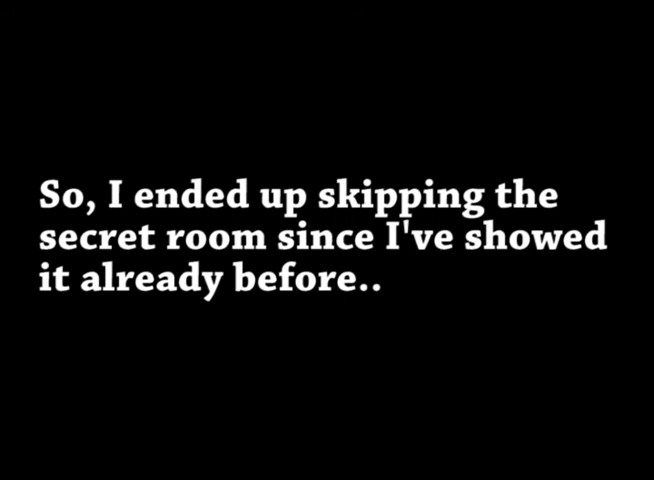 So, I ended up skipping the
secret room since I've showed
it already before..